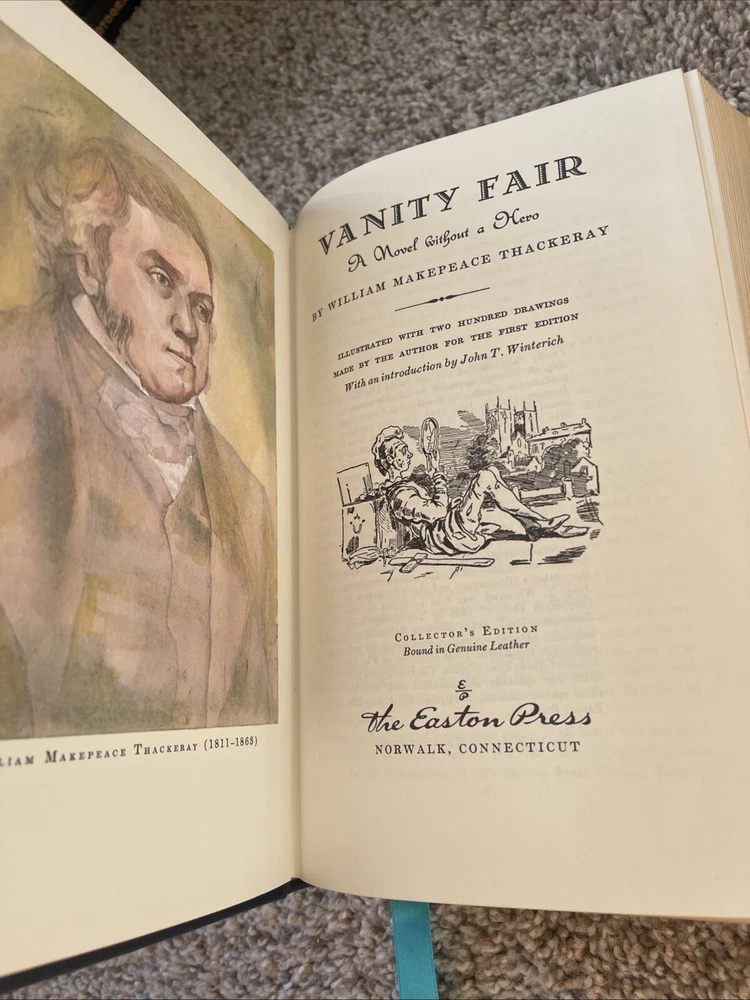 LIAM MAKEPEACE THACKERAY (1811–1863)
VANITY FAIR
A Novel without a Hero
BY WILLIAM MAKEPEACE THACKERAY
ILLUSTRATED WITH TWO HUNDRED DRAWINGS
MADE BY THE AUTHOR FOR THE FIRST EDITION
With an introduction by John T. Winterich
COLLECTOR'S EDITION
Bound in Genuine Leather
E
P
The Easton Press
NORWALK, CONNECTICUT